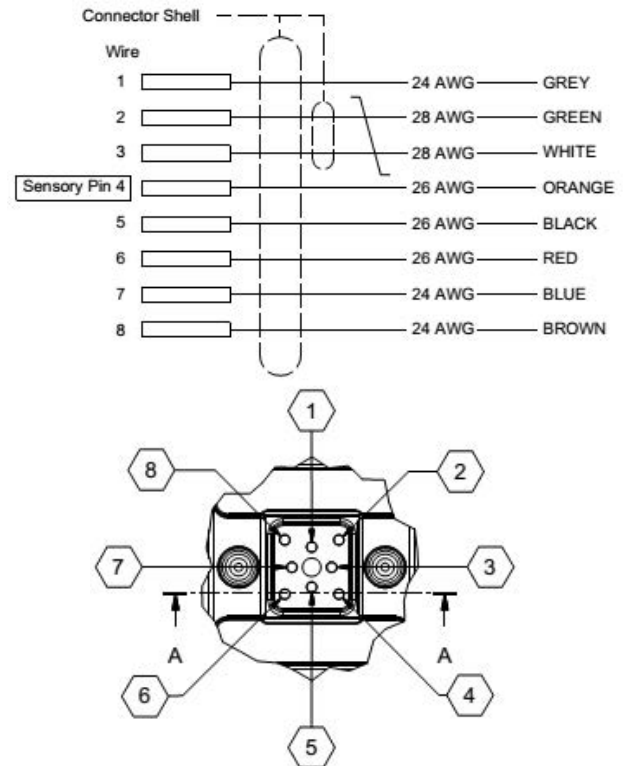 Connector Shell
Wire
1 24 AWG GREY
2 28 AWG GREEN
3 28 AWG WHITE
Sensory Pin 4 26 AWG ORANGE
5 26 AWG BLACK
6 26 AWG RED
7 24 AWG BLUE
8 24 AWG BROWN
1
8 2
7 3
A A
6 4
5